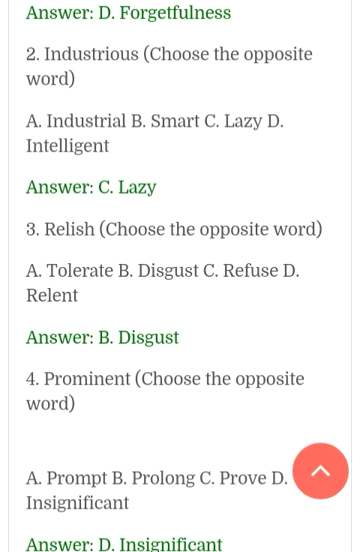 Answer: D. Forgetfulness
2. Industrious (Choose the opposite
word)
A. Industrial B. Smart C. Lazy D.
Intelligent
Answer: C. Lazy
3. Relish (Choose the opposite word)
A. Tolerate B. Disgust C. Refuse D.
Relent
Answer: B. Disgust
4. Prominent (Choose the opposite
word)
A. Prompt B. Prolong C. Prove D.
Insignificant
Answer: D. Insignificant